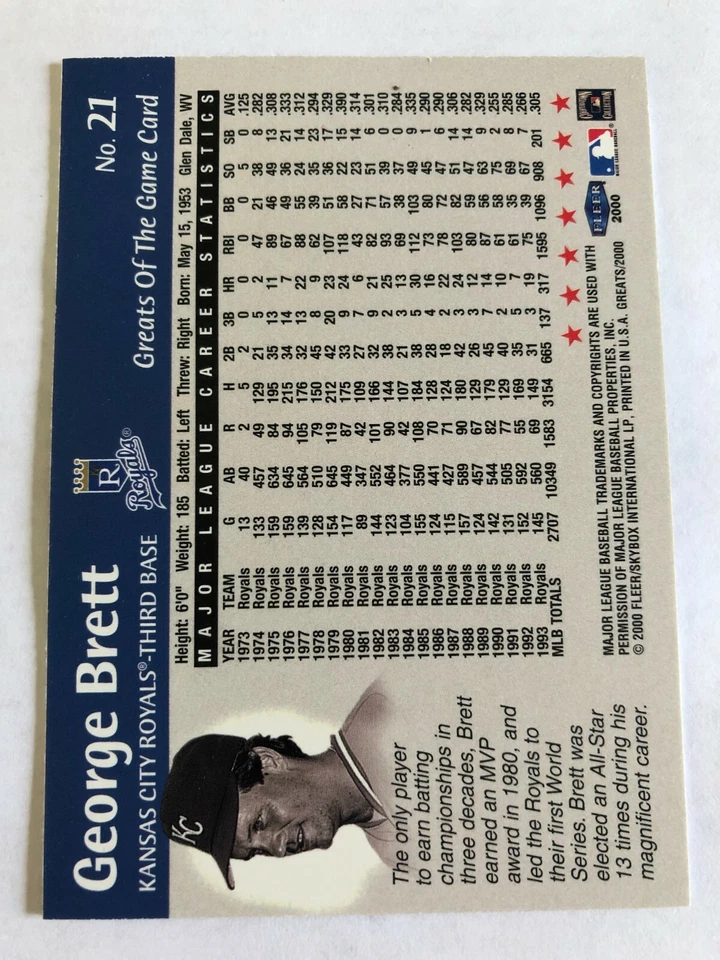 George Brett
KANSAS CITY ROYALS®-THIRD BASE
R
Royals®
No. 21
Greats Of The Game Card
KC
Height: 6'0" Weight: 185 Batted: Left Threw: Right Born: May 15, 1953 Glen Dale, WV
MAJOR LEAGUE CAREER STATISTICS
YEAR TEAM G AB R H 2B 3B HR RBI BB SO SB AVG
1973 Royals 13 40 2 5 2 0 0 0 0 5 0 .125
1974 Royals 133 457 49 129 21 5 2 47 21 38 8 .282
1975 Royals 159 634 84 195 35 13 11 89 46 49 13 .308
1976 Royals 159 645 94 215 34 14 7 67 49 36 21 .333
1977 Royals 139 564 105 176 32 13 22 88 55 24 14 .312
1978 Royals 128 510 79 150 45 8 9 62 39 35 23 .294
1979 Royals 154 645 119 212 42 20 23 107 51 36 17 .329
1980 Royals 117 449 87 175 33 9 24 118 58 22 15 .390
1981 Royals 89 347 42 109 27 7 6 43 27 23 14 .314
1982 Royals 144 552 101 166 32 9 21 82 71 51 6 .301
1983 Royals 123 464 90 144 38 2 25 93 57 39 0 .310
1984 Royals 104 377 42 107 21 3 13 69 38 37 0 .284
1985 Royals 155 550 108 184 38 5 30 112 103 49 9 .335
1986 Royals 124 441 70 128 28 4 16 73 80 45 1 .290
1987 Royals 115 427 71 124 18 2 22 78 72 47 6 .290
1988 Royals 157 589 90 180 42 3 24 103 82 51 14 .306
1989 Royals 124 457 67 129 26 3 12 80 59 47 14 .282
1990 Royals 142 544 82 179 45 7 14 87 56 63 9 .329
1991 Royals 131 505 77 129 40 2 10 61 58 75 2 .255
1992 Royals 152 592 55 169 35 5 7 61 35 69 8 .285
1993 Royals 145 560 69 149 31 3 19 75 39 67 7 .266
MLB TOTALS 2707 10349 1583 3154 665 137 317 1595 1096 908 201 .305
The only player
to earn batting
championships in
three decades, Brett
earned an MVP
award in 1980, and
led the Royals to
their first World
Series. Brett was
elected an All-Star
13 times during his
magnificent career.
MAJOR LEAGUE BASEBALL TRADEMARKS AND COPYRIGHTS ARE USED WITH
PERMISSION OF MAJOR LEAGUE BASEBALL PROPERTIES, INC.
© 2000 FLEER/SKYBOX INTERNATIONAL LP, PRINTED IN U.S.A. GREATS/2000
FLEER
2000
COLLECTION